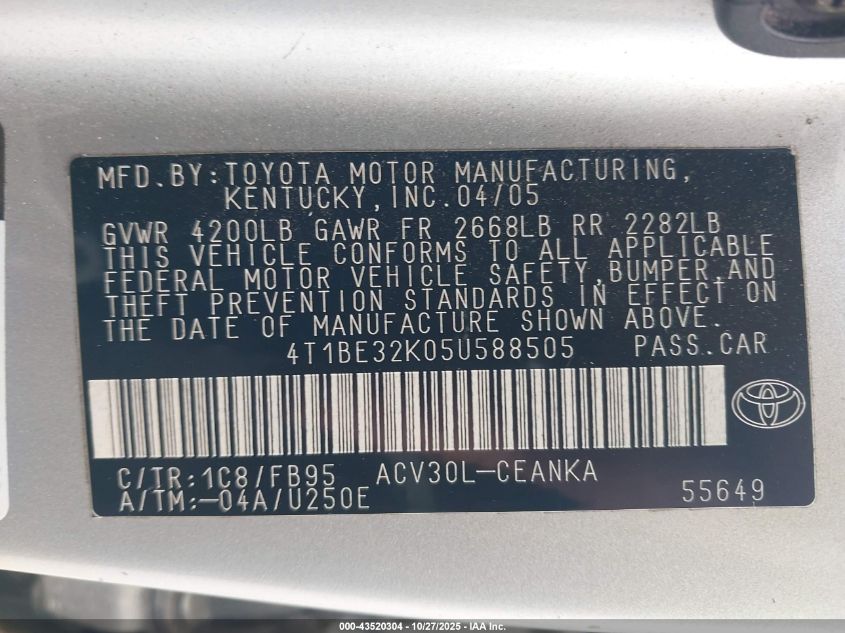 MFD.BY:TOYOTA MOTOR MANUFACTURING,
KENTUCKY,INC.04/05
GVWR 4200LB GAWR FR 2668LB RR 2282LB
THIS VEHICLE CONFORMS TO ALL APPLICABLE
FEDERAL MOTOR VEHICLE SAFETY,BUMPER,AND
THEFT PREVENTION STANDARDS IN EFFECT ON
THE DATE OF MANUFACTURE SHOWN ABOVE.
4T1BE32K05U588505 PASS.CAR
C/TR:1C8/FB95 ACV30L-CEANKA
A/TM:-04A/U250E 55649
000-43520304 | 10/27/2025 - IAA Inc.